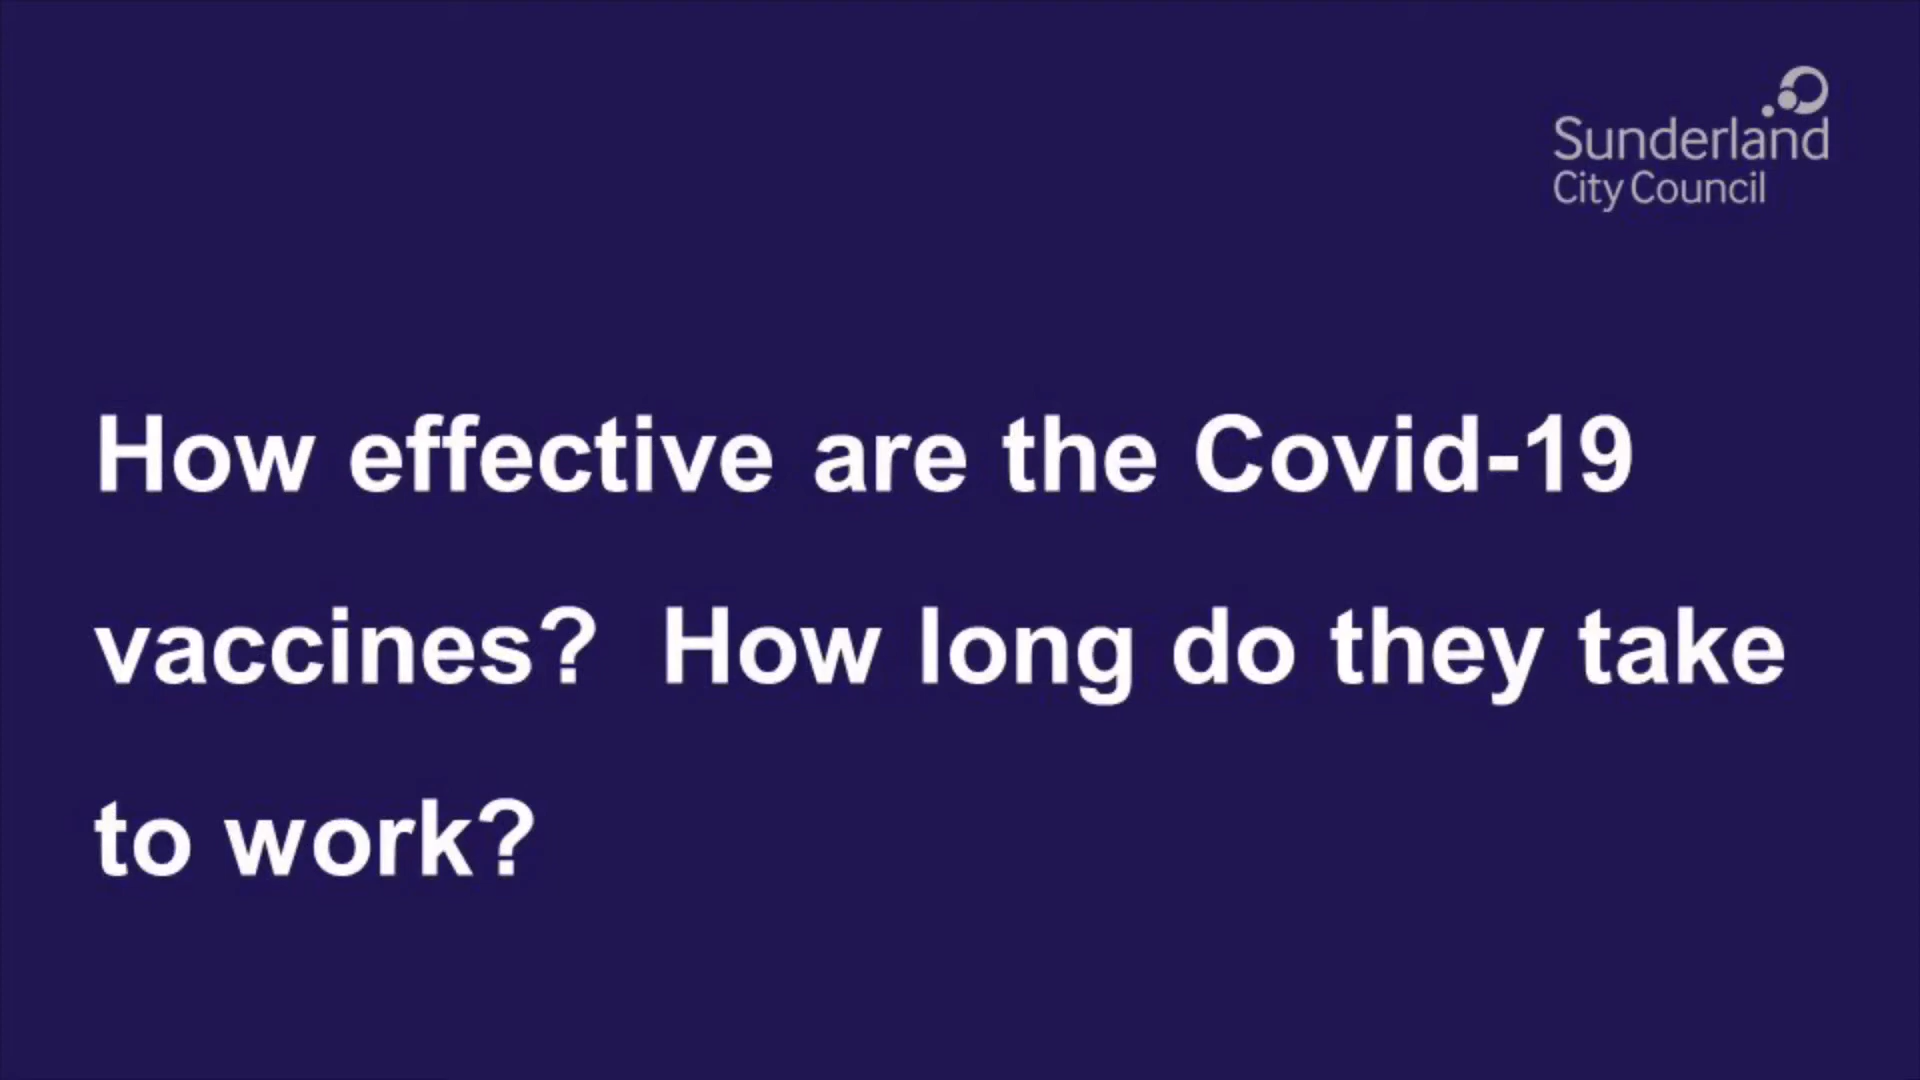 Sunderland
City Council
How effective are the Covid-19
vaccines?  How long do they take
to work?